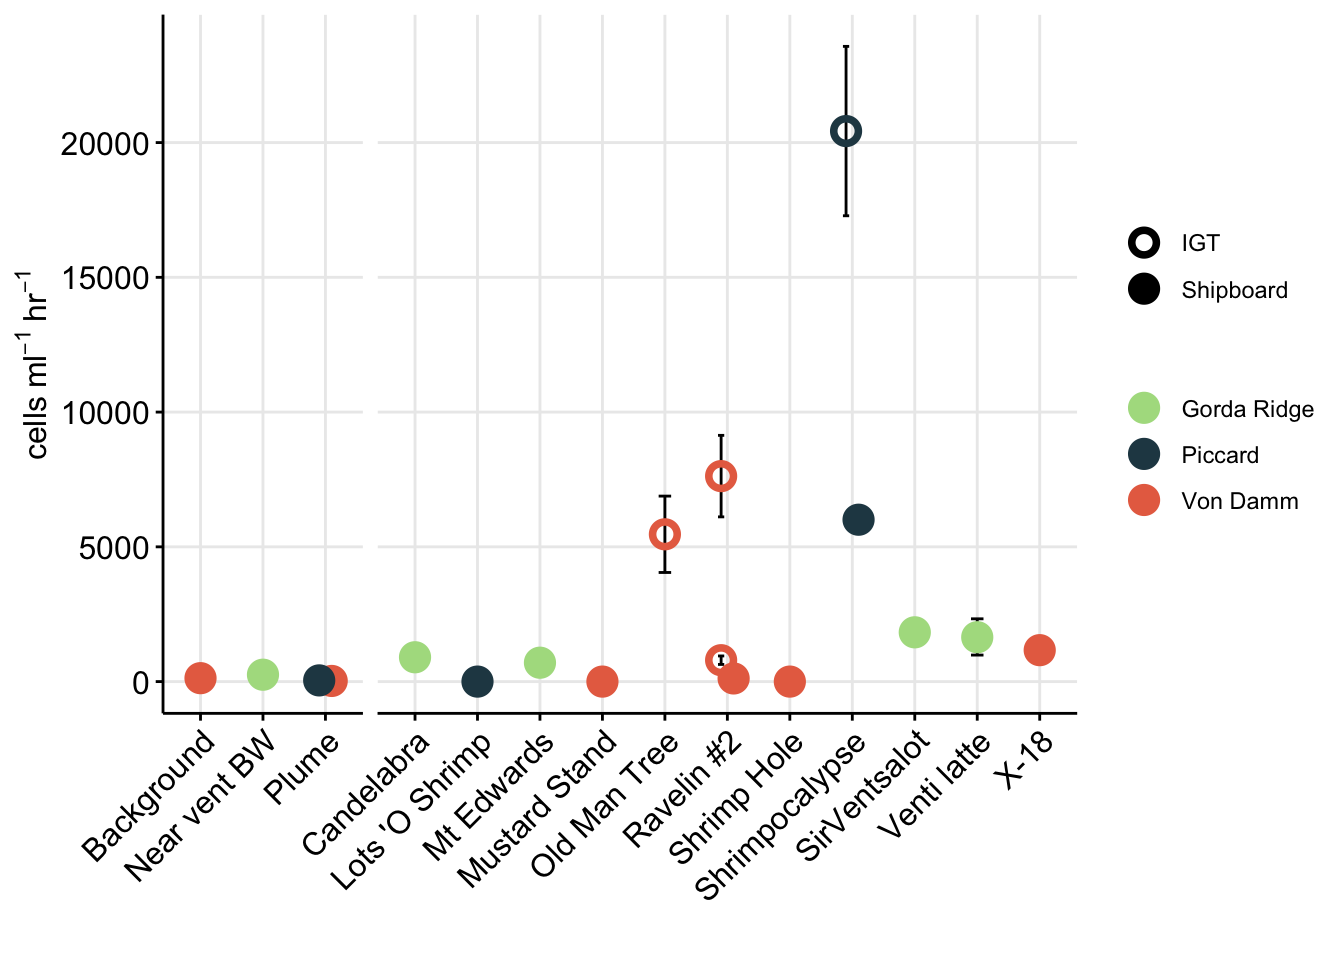 cells ml⁻¹ hr⁻¹
20000
15000
10000
5000
0
Background
Near vent BW
Plume
Candelabra
Lots 'O Shrimp
Mt Edwards
Mustard Stand
Old Man Tree
Ravelin #2
Shrimp Hole
Shrimpocalypse
SirVentsalot
Venti latte
X-18
IGT
Shipboard
Gorda Ridge
Piccard
Von Damm